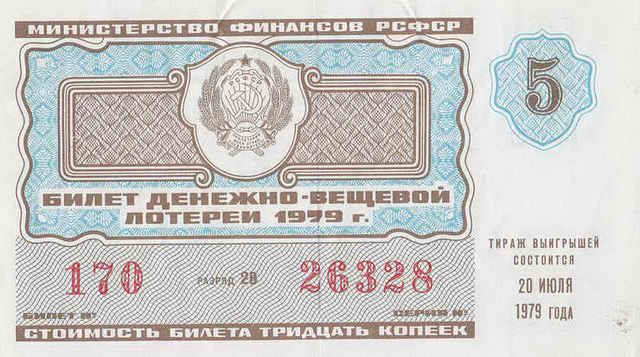 МИНИСТЕРСТВО ФИНАНСОВ РСФСР
5
БИЛЕТ ДЕНЕЖНО-ВЕЩЕВОЙ
ЛОТЕРЕИ 1979 г.
ТИРАЖ ВЫИГРЫШЕЙ
СОСТОИТСЯ
20 ИЮЛЯ
1979 ГОДА
170 РАЗРЯД 2В 26328
БИЛЕТ № СЕРИЯ №
СТОИМОСТЬ БИЛЕТА ТРИДЦАТЬ КОПЕЕК